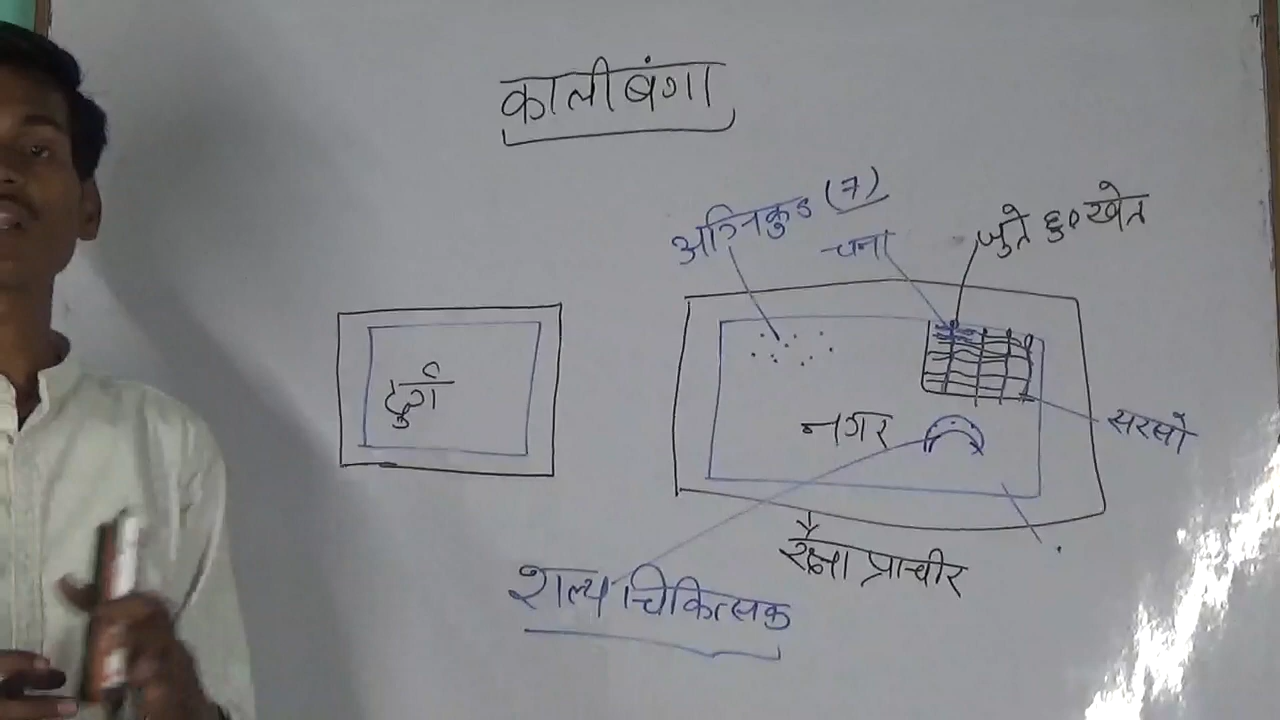 कालीबंगा
अग्निकुंड (7)
चना
जुते हुए खेत
दुर्ग
नगर
सरसों
रक्षा प्राचीर
शल्य चिकित्सक